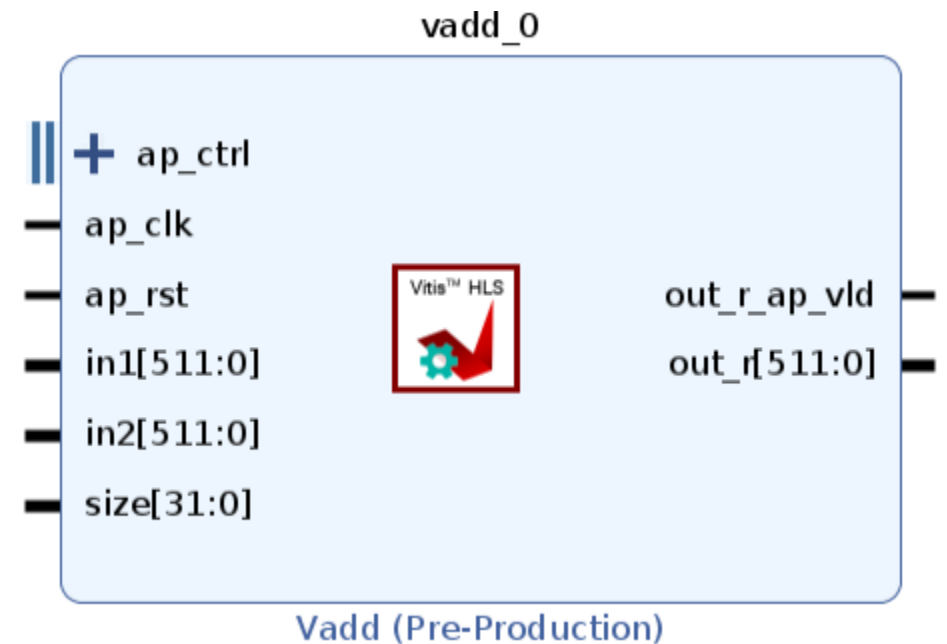 vadd_0
ap_ctrl
ap_clk
ap_rst
in1[511:0]
in2[511:0]
size[31:0]
Vitis™ HLS
out_r_ap_vld
out_r[511:0]
Vadd (Pre-Production)